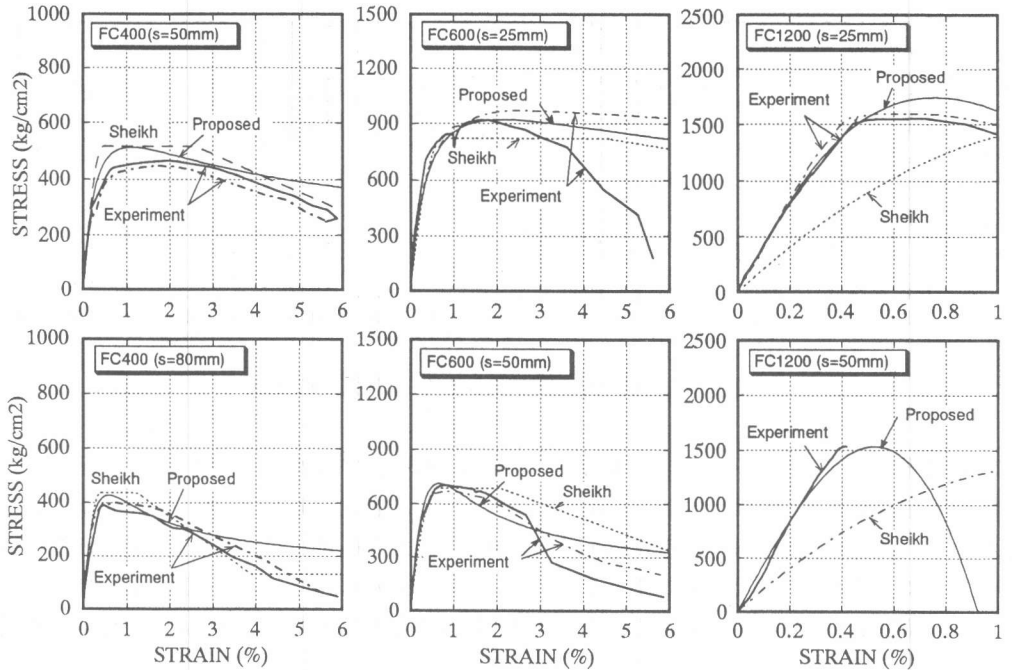 FC400(s=50mm)
STRESS (kg/cm2)
1000
800
600
400
200
0
0 1 2 3 4 5 6
Sheikh
Proposed
Experiment
FC600(s=25mm)
1500
1200
900
600
300
0
0 1 2 3 4 5 6
Proposed
Sheikh
Experiment
FC1200 (s=25mm)
2500
2000
1500
1000
500
0
0 0.2 0.4 0.6 0.8 1
Proposed
Experiment
Sheikh
FC400 (s=80mm)
STRESS (kg/cm2)
1000
800
600
400
200
0
0 1 2 3 4 5 6
STRAIN (%)
Sheikh
Proposed
Experiment
FC600 (s=50mm)
1500
1200
900
600
300
0
0 1 2 3 4 5 6
STRAIN (%)
Proposed
Sheikh
Experiment
FC1200 (s=50mm)
2500
2000
1500
1000
500
0
0 0.2 0.4 0.6 0.8 1
STRAIN (%)
Proposed
Experiment
Sheikh